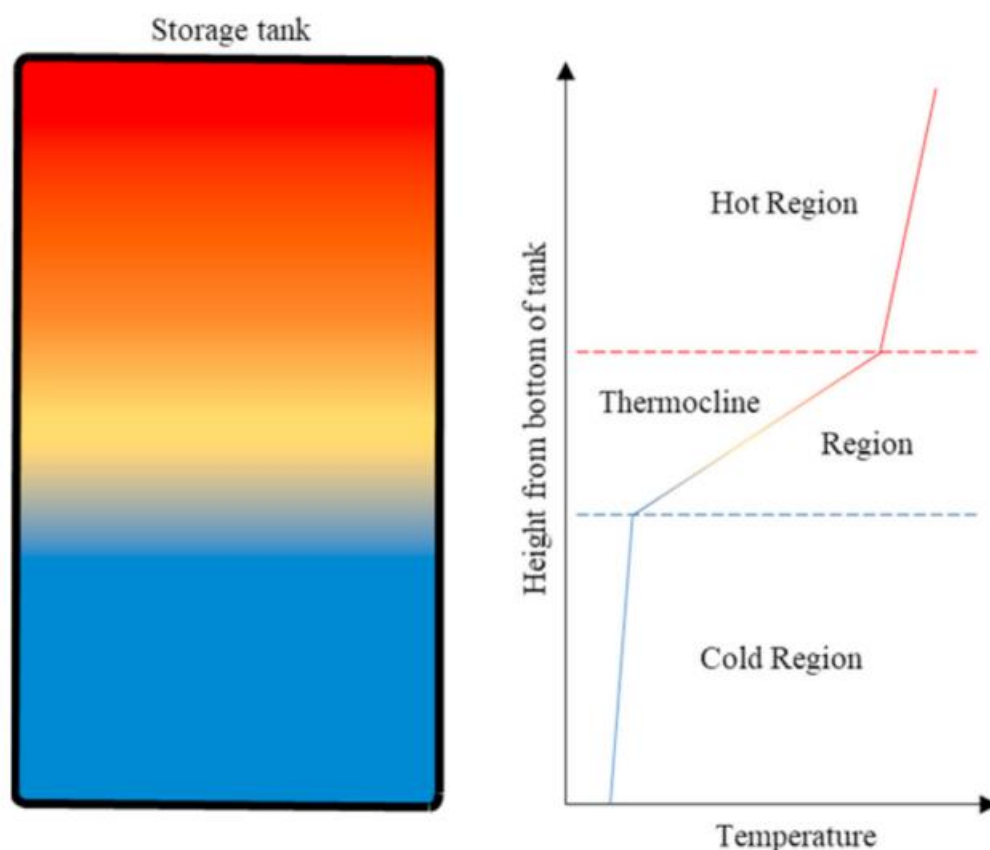 Storage tank
Height from bottom of tank
Hot Region
Thermocline
Region
Cold Region
Temperature